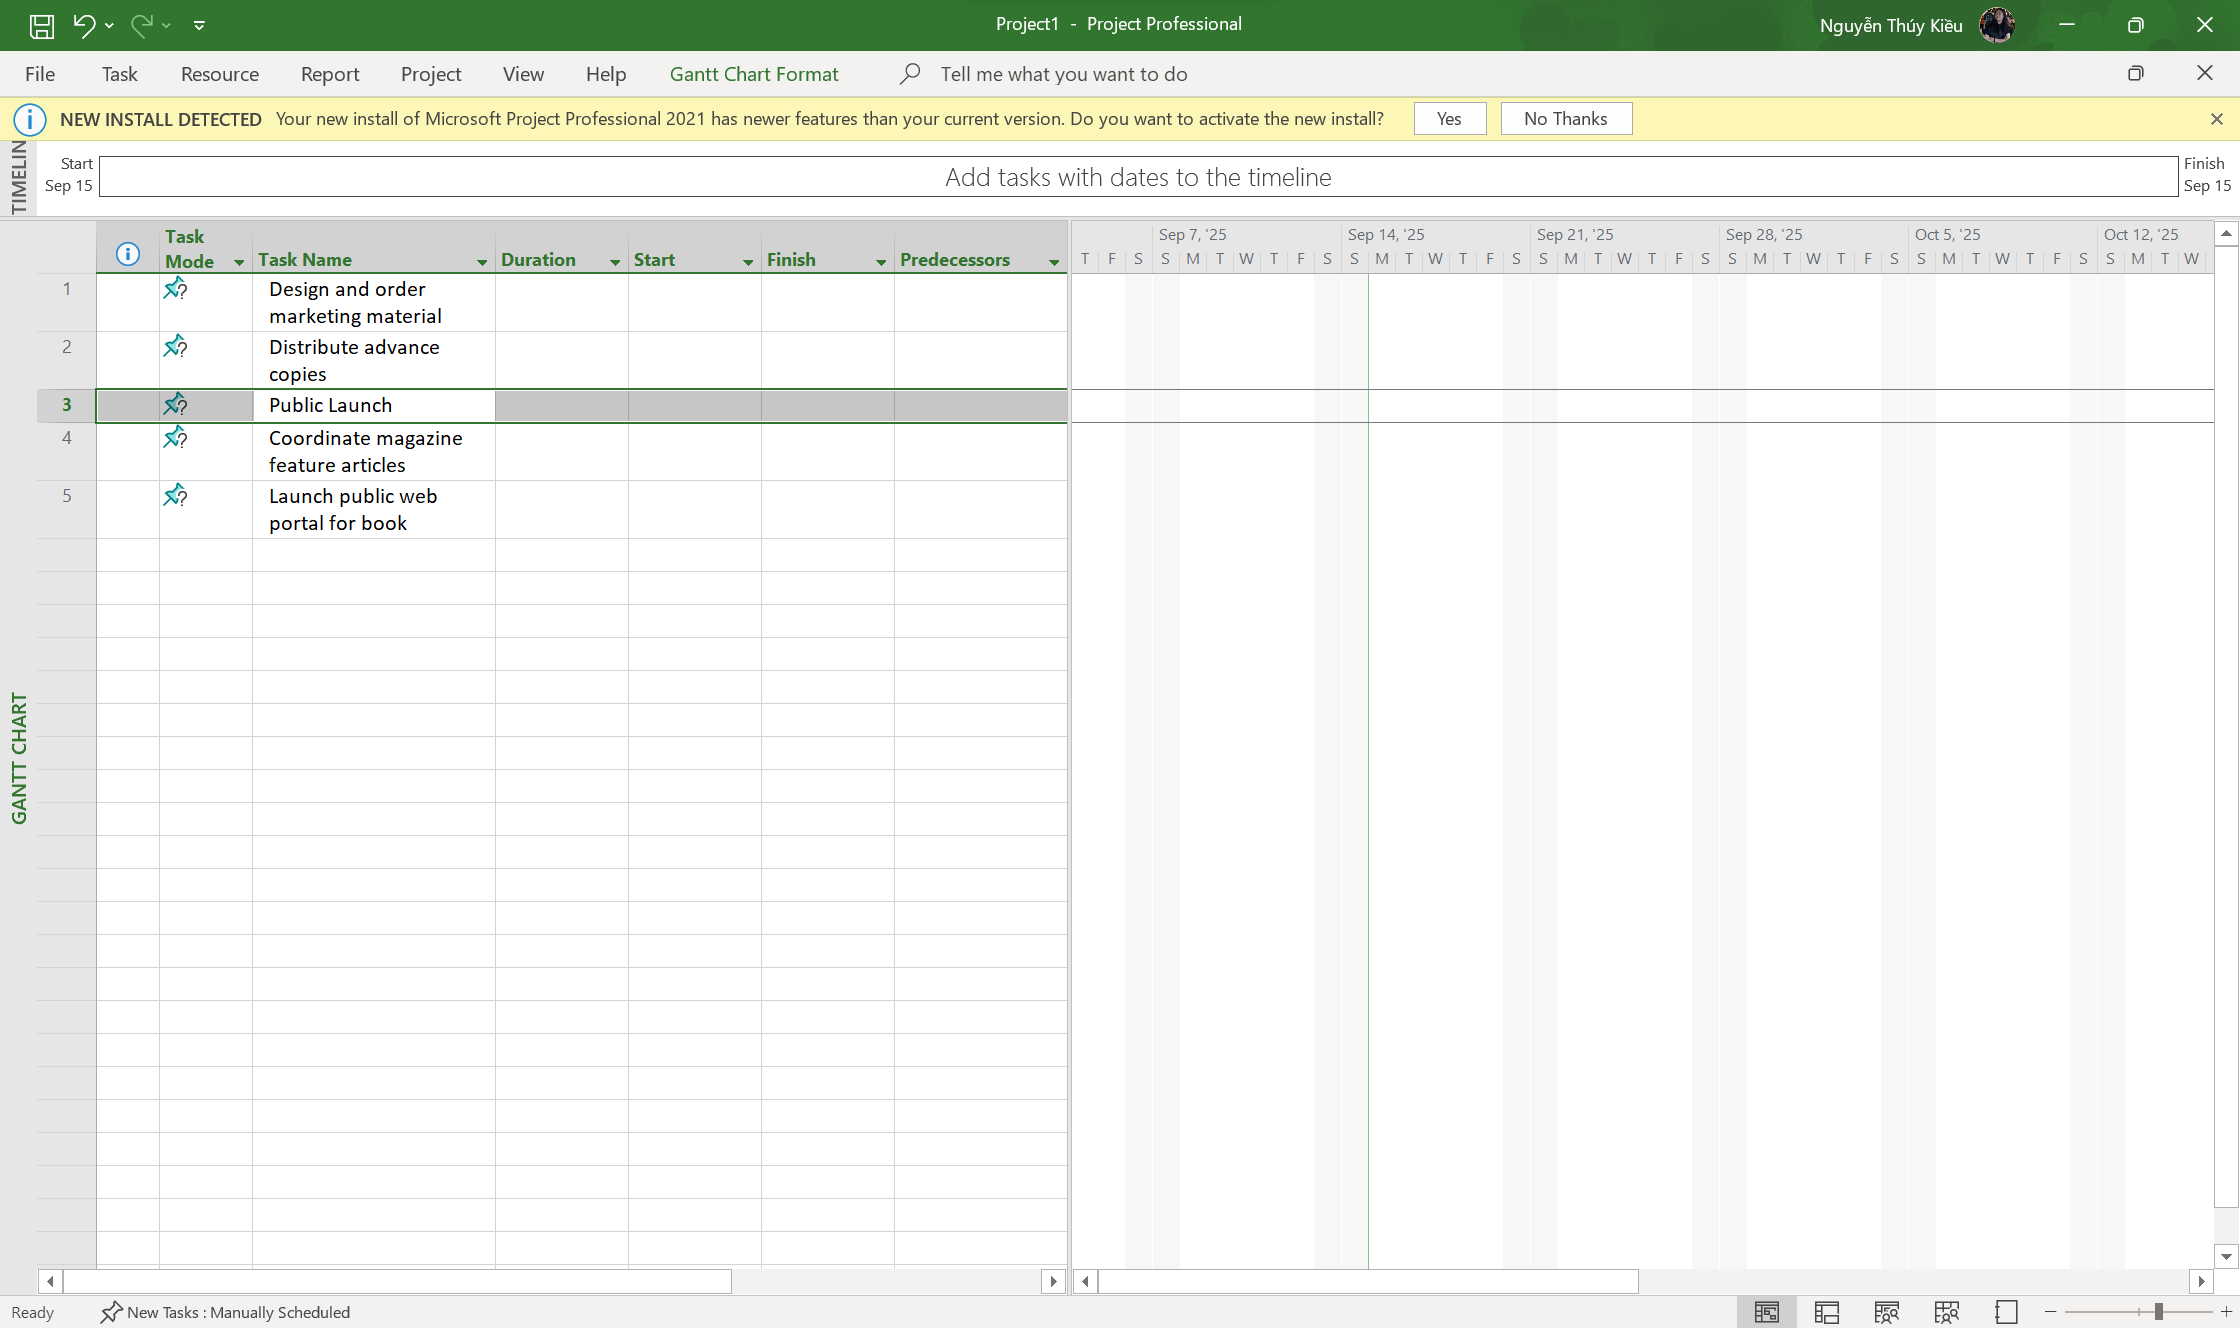 Project1 - Project Professional
Nguyễn Thúy Kiều
File Task Resource Report Project View Help Gantt Chart Format Tell me what you want to do
NEW INSTALL DETECTED Your new install of Microsoft Project Professional 2021 has newer features than your current version. Do you want to activate the new install? Yes No Thanks
TIMELIN
Start
Sep 15
Add tasks with dates to the timeline
Finish
Sep 15
GANTT CHART
Task Mode Task Name Duration Start Finish Predecessors
Sep 7, '25 Sep 14, '25 Sep 21, '25 Sep 28, '25 Oct 5, '25 Oct 12, '25
T F S S M T W T F S S M T W T F S S M T W T F S S M T W T F S S M T W T F S S M T W
1 Design and order
marketing material
2 Distribute advance
copies
3 Public Launch
4 Coordinate magazine
feature articles
5 Launch public web
portal for book
Ready New Tasks : Manually Scheduled